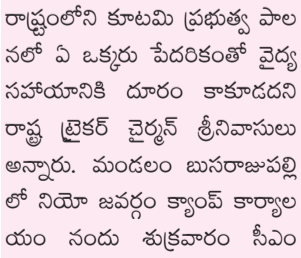 రాష్ట్రంలోని కూటమి ప్రభుత్వ పాల
నలో ఏ ఒక్కరు పేదరికంతో వైద్య
సహాయానికి దూరం కాకూడదని
రాష్ట్ర ట్రైకర్ చైర్మన్ శ్రీనివాసులు
అన్నారు. మండలం బుసరాజుపల్లి
లో నియో జవర్గం క్యాంప్ కార్యాల
యం నందు శుక్రవారం సీఎం